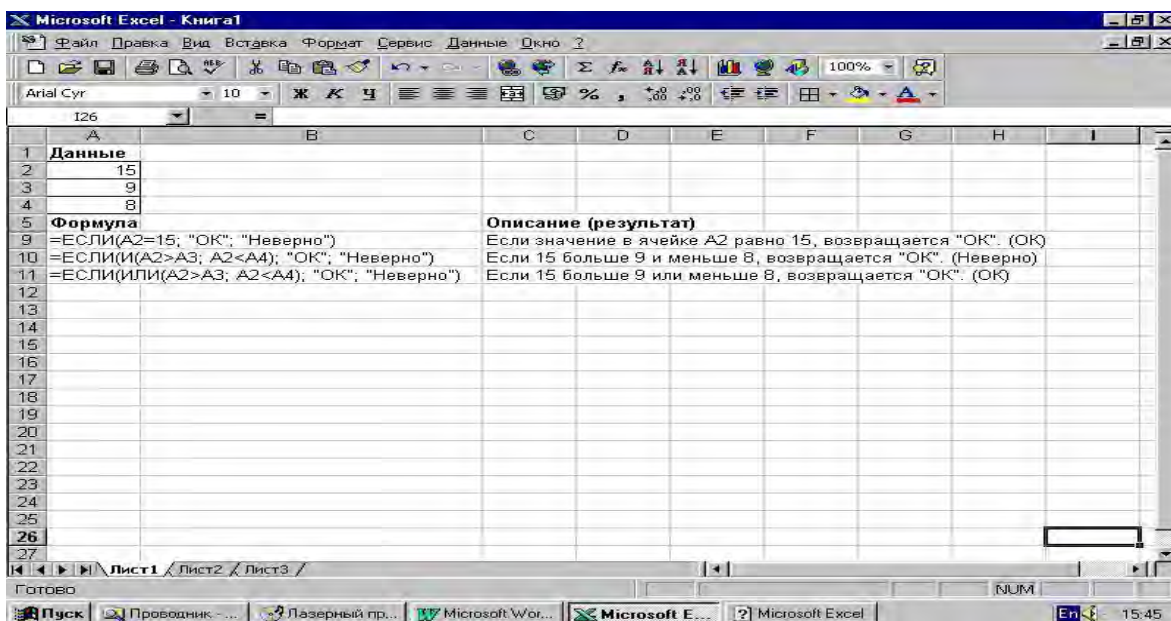 Microsoft Excel - Книга1
Файл Правка Вид Вставка Формат Сервис Данные Окно ?
100%
Arial Cyr 10 Ж К Ч
I26 =
A B C D E F G H I
1 Данные
2 15
3 9
4 8
5 Формула Описание (результат)
9 =ЕСЛИ(A2=15; "ОК"; "Неверно") Если значение в ячейке A2 равно 15, возвращается "ОК". (ОК)
10 =ЕСЛИ(И(A2>A3; A2<A4); "ОК"; "Неверно") Если 15 больше 9 и меньше 8, возвращается "ОК". (Неверно)
11 =ЕСЛИ(ИЛИ(A2>A3; A2<A4); "ОК"; "Неверно") Если 15 больше 9 или меньше 8, возвращается "ОК". (ОК)
12
13
14
15
16
17
18
19
20
21
22
23
24
25
26
27
Лист1 Лист2 Лист3
Готово NUM
Пуск Проводник - ... Лазерный пр... Microsoft Wor... Microsoft E... Microsoft Excel En 15:45